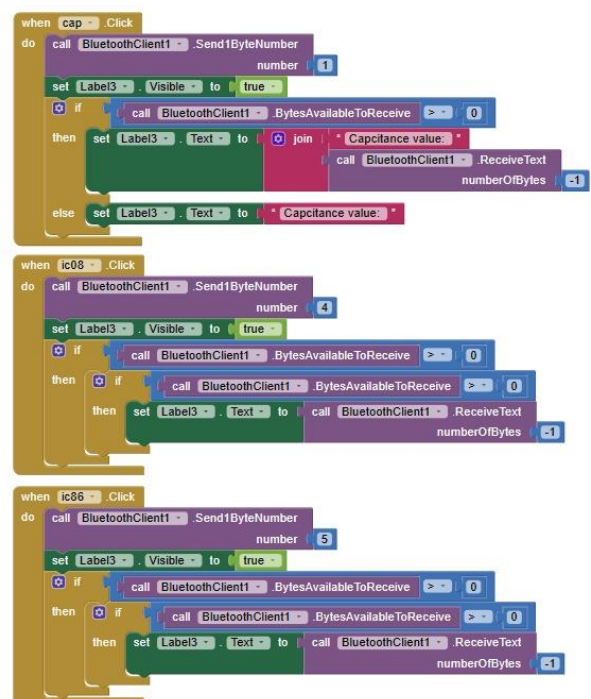 when cap .Click
do call BluetoothClient1 .Send1ByteNumber
number 1
set Label3 . Visible to true
if call BluetoothClient1 .BytesAvailableToReceive > 0
then set Label3 . Text to join " Capcitance value: "
call BluetoothClient1 .ReceiveText
numberOfBytes -1
else set Label3 . Text to " Capcitance value: "
when ic08 .Click
do call BluetoothClient1 .Send1ByteNumber
number 4
set Label3 . Visible to true
if call BluetoothClient1 .BytesAvailableToReceive > 0
then if call BluetoothClient1 .BytesAvailableToReceive > 0
then set Label3 . Text to call BluetoothClient1 .ReceiveText
numberOfBytes -1
when ic86 .Click
do call BluetoothClient1 .Send1ByteNumber
number 5
set Label3 . Visible to true
if call BluetoothClient1 .BytesAvailableToReceive > 0
then if call BluetoothClient1 .BytesAvailableToReceive > 0
then set Label3 . Text to call BluetoothClient1 .ReceiveText
numberOfBytes -1